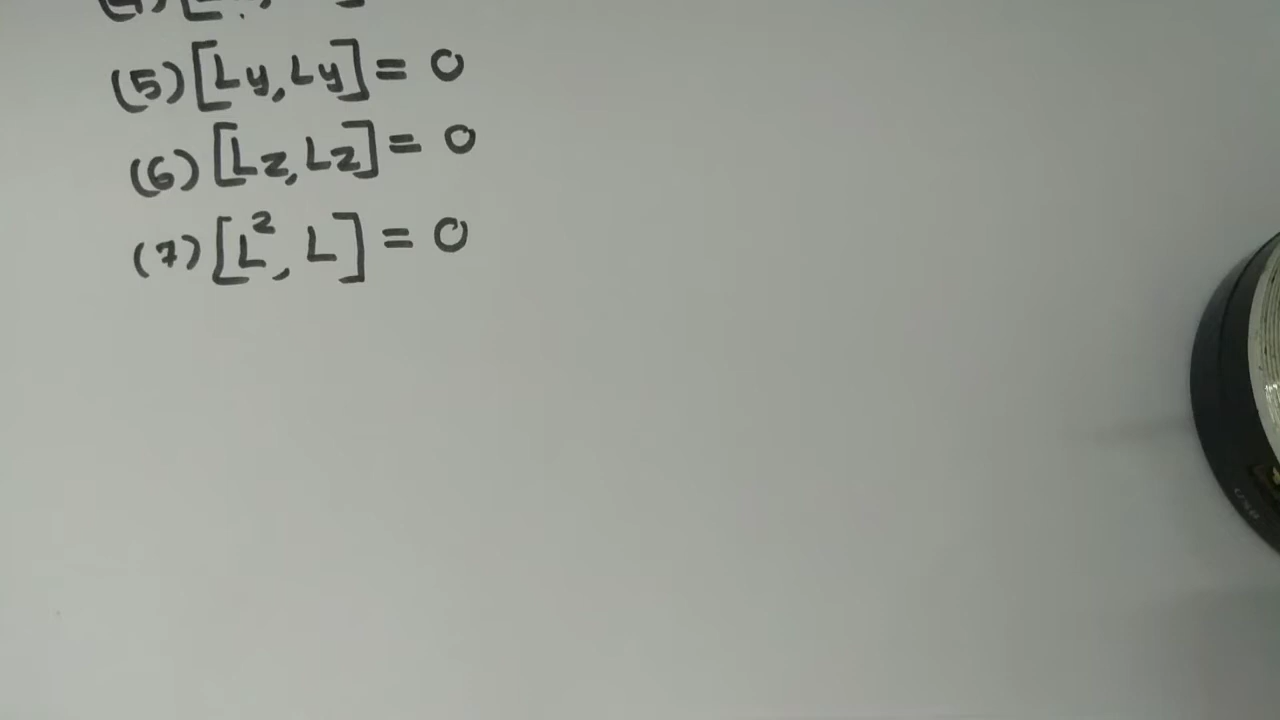 (5) [Ly, Ly] = 0
(6) [Lz, Lz] = 0
(7) [L², L] = 0